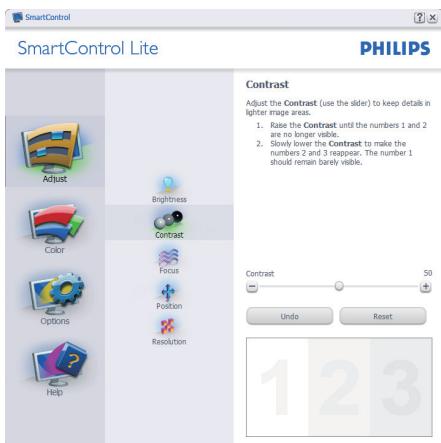 SmartControl
? ×
SmartControl Lite
PHILIPS
Adjust
Color
Options
Help
Brightness
Contrast
Focus
Position
Resolution
Contrast
Adjust the Contrast (use the slider) to keep details in
lighter image areas.
1. Raise the Contrast until the numbers 1 and 2
are no longer visible.
2. Slowly lower the Contrast to make the
numbers 2 and 3 reappear. The number 1
should remain barely visible.
Contrast 50
Undo Reset
1 2 3